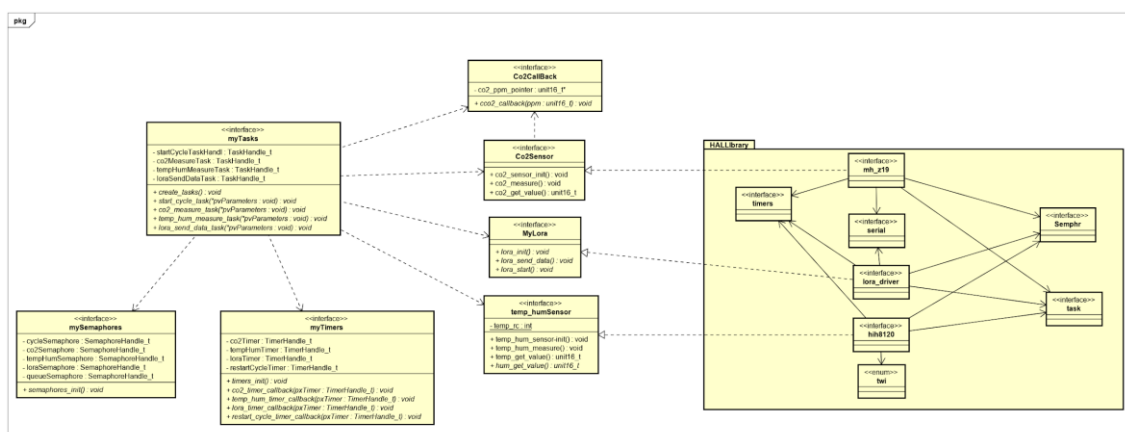 pkg
<<interface>>
Co2CallBack
- co2_ppm_pointer : unit16_t*
+ cco2_callback(ppm : unit16_t) : void
<<interface>>
myTasks
- startCycleTaskHandl : TaskHandle_t
- co2MeasureTask : TaskHandle_t
- tempHumMeasureTask : TaskHandle_t
- loraSendDataTask : TaskHandle_t
+ create_tasks() : void
+ start_cycle_task(*pvParameters : void) : void
+ co2_measure_task(*pvParameters : void) : void
+ temp_hum_measure_task(*pvParameters : void) : void
+ lora_send_data_task(*pvParameters : void) : void
<<interface>>
Co2Sensor
+ co2_sensor_init() : void
+ co2_measure() : void
+ co2_get_value() : unit16_t
<<interface>>
MyLora
+ lora_init() : void
+ lora_send_data() : void
+ lora_start() : void
<<interface>>
temp_humSensor
- temp_rc : int
+ temp_hum_sensor-init() : void
+ temp_hum_measure() : void
+ temp_get_value() : unit16_t
+ hum_get_value() : unit16_t
<<interface>>
mySemaphores
- cycleSemaphore : SemaphoreHandle_t
- co2Semaphore : SemaphoreHandle_t
- tempHumSemaphore : SemaphoreHandle_t
- loraSemaphore : SemaphoreHandle_t
- queueSemaphore : SemaphoreHandle_t
+ semaphores_init() : void
<<interface>>
myTimers
- co2Timer : TimerHandle_t
- tempHumTimer : TimerHandle_t
- loraTimer : TimerHandle_t
- restartCycleTimer : TimerHandle_t
+ timers_init() : void
+ co2_timer_callback(pxTimer : TimerHandle_t) : void
+ temp_hum_timer_callback(pxTimer : TimerHandle_t) : void
+ lora_timer_callback(pxTimer : TimerHandle_t) : void
+ restart_cycle_timer_callback(pxTimer : TimerHandle_t) : void
HALLIbrary
<<interface>>
mh_z19
<<interface>>
timers
<<interface>>
serial
<<interface>>
Semphr
<<interface>>
lora_driver
<<interface>>
task
<<interface>>
hih8120
<<enum>>
twi